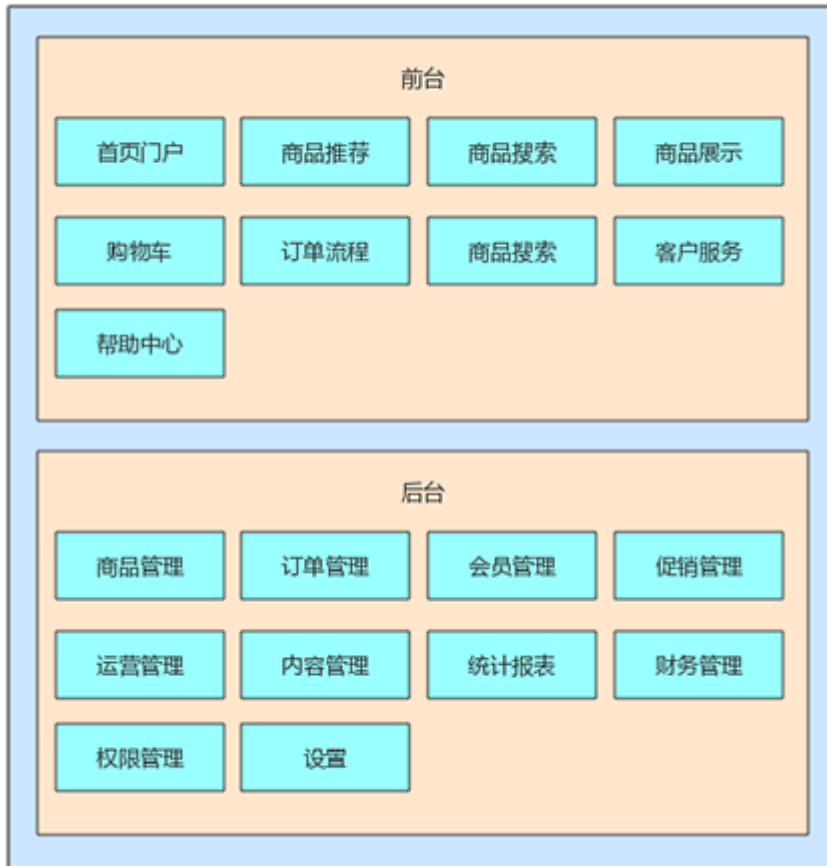 前台
首页门户 商品推荐 商品搜索 商品展示
购物车 订单流程 商品搜索 客户服务
帮助中心
后台
商品管理 订单管理 会员管理 促销管理
运营管理 内容管理 统计报表 财务管理
权限管理 设置